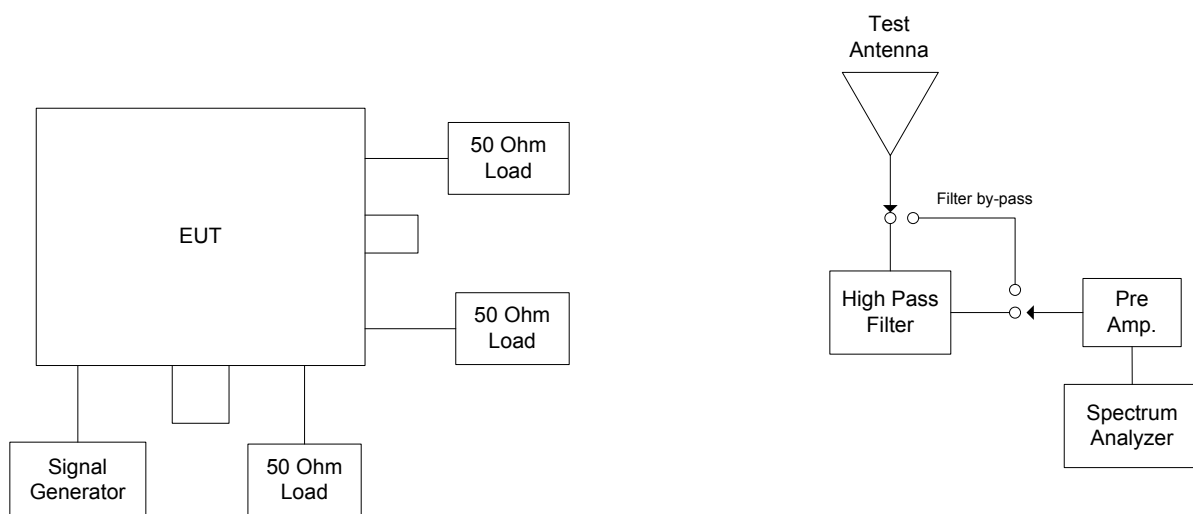 Test
Antenna
50 Ohm
Load
Filter by-pass
EUT
High Pass
Filter
Pre
Amp.
50 Ohm
Load
Spectrum
Analyzer
Signal
Generator
50 Ohm
Load